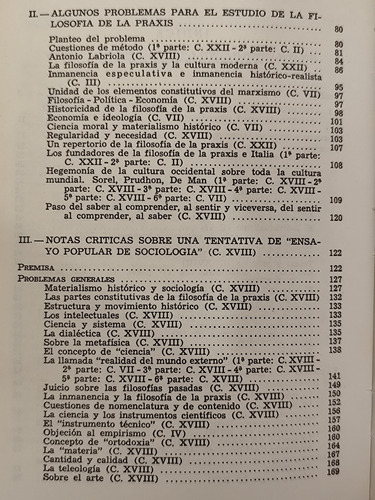 II.—ALGUNOS PROBLEMAS PARA EL ESTUDIO DE LA FI-
LOSOFIA DE LA PRAXIS ........ 80
Planteo del problema ........ 80
Cuestiones de método (1ª parte: C. XXII - 2ª parte: C. II) .... 81
Antonio Labriola (C. XVIII) ........ 84
La filosofía de la praxis y la cultura moderna (C. XXII) .... 86
Inmanencia especulativa e inmanencia histórico-realista
(C. III) ........ 95
Unidad de los elementos constitutivos del marxismo (C. VII) 97
Filosofía - Política - Economía (C. XVIII) ........ 97
Historicidad de la filosofía de la praxis (C. XVIII) ........ 98
Economía e ideología (C. VII) ........ 101
Ciencia moral y materialismo histórico (C. VII) ........ 103
Regularidad y necesidad (C. XVIII) ........ 103
Un repertorio de la filosofía de la praxis (C. XXII) ........ 107
Los fundadores de la filosofía de la praxis e Italia (1ª parte:
C. XXII - 2ª parte: C. II) ........ 108
Hegemonía de la cultura occidental sobre toda la cultura
mundial. Sorel, Prudhon, De Man (1ª parte: C. XVIII - 2ª
parte: C. XVIII - 3ª parte: C. XVIII - 4ª parte: C. XVIII -
5ª parte: C. XVIII - 6ª parte: C. VII) ........ 109
Paso del saber al comprender, al sentir y viceversa, del sentir
al comprender, al saber (C. XVIII) ........ 120
III.—NOTAS CRITICAS SOBRE UNA TENTATIVA DE "ENSA-
YO POPULAR DE SOCIOLOGIA" (C. XVIII) ........ 122
PREMISA ........ 122
PROBLEMAS GENERALES ........ 127
Materialismo histórico y sociología (C. XVIII) ........ 127
Las partes constitutivas de la filosofía de la praxis (C. XVIII) 132
Estructura y movimiento histórico (C. XVIII) ........ 133
Los intelectuales (C. XVIII) ........ 133
Ciencia y sistema (C. XVIII) ........ 135
La dialéctica (C. XVIII) ........ 135
Sobre la metafísica (C. XVIII) ........ 137
El concepto de "ciencia" (C. XVIII) ........ 138
La llamada "realidad del mundo externo" (1ª parte: C. XVIII -
2ª parte: C. VII - 3ª parte: C. XVIII - 4ª parte: C. XVIII -
5ª parte: C. XVIII - 6ª parte: C. XVIII) ........ 141
Juicio sobre las filosofías pasadas (C. XVIII) ........ 149
La inmanencia y la filosofía de la praxis (C. XVIII) ........ 150
Cuestiones de nomenclatura y de contenido (C. XVIII) .... 152
La ciencia y los instrumentos científicos (C. XVIII) ........ 156
El "instrumento técnico" (C. XVIII) ........ 157
Objeción al empirismo (C. IV) ........ 160
Concepto de "ortodoxia" (C. XVIII) ........ 160
La "materia" (C. XVIII) ........ 164
Cantidad y calidad (C. XVIII) ........ 167
La teleología (C. XVIII) ........ 168
Sobre el arte (C. XVIII) ........ 169